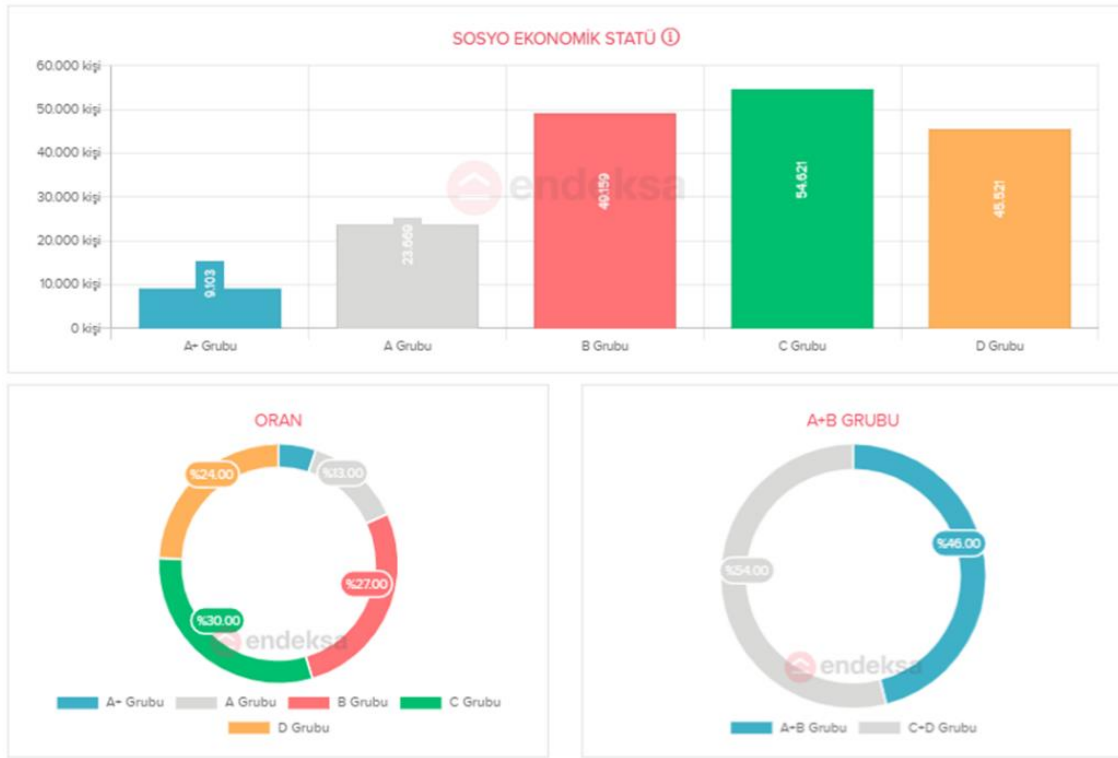 SOSYO EKONOMİK STATÜ
60.000 kişi
50.000 kişi
40.000 kişi
30.000 kişi
20.000 kişi
10.000 kişi
0 kişi
9.103
23.669
49.159
54.621
45.521
endeksa
A+ Grubu
A Grubu
B Grubu
C Grubu
D Grubu
ORAN
%24.00
%13.00
%27.00
%30.00
endeksa
A+ Grubu
A Grubu
B Grubu
C Grubu
D Grubu
A+B GRUBU
%46.00
%54.00
endeksa
A+B Grubu
C+D Grubu